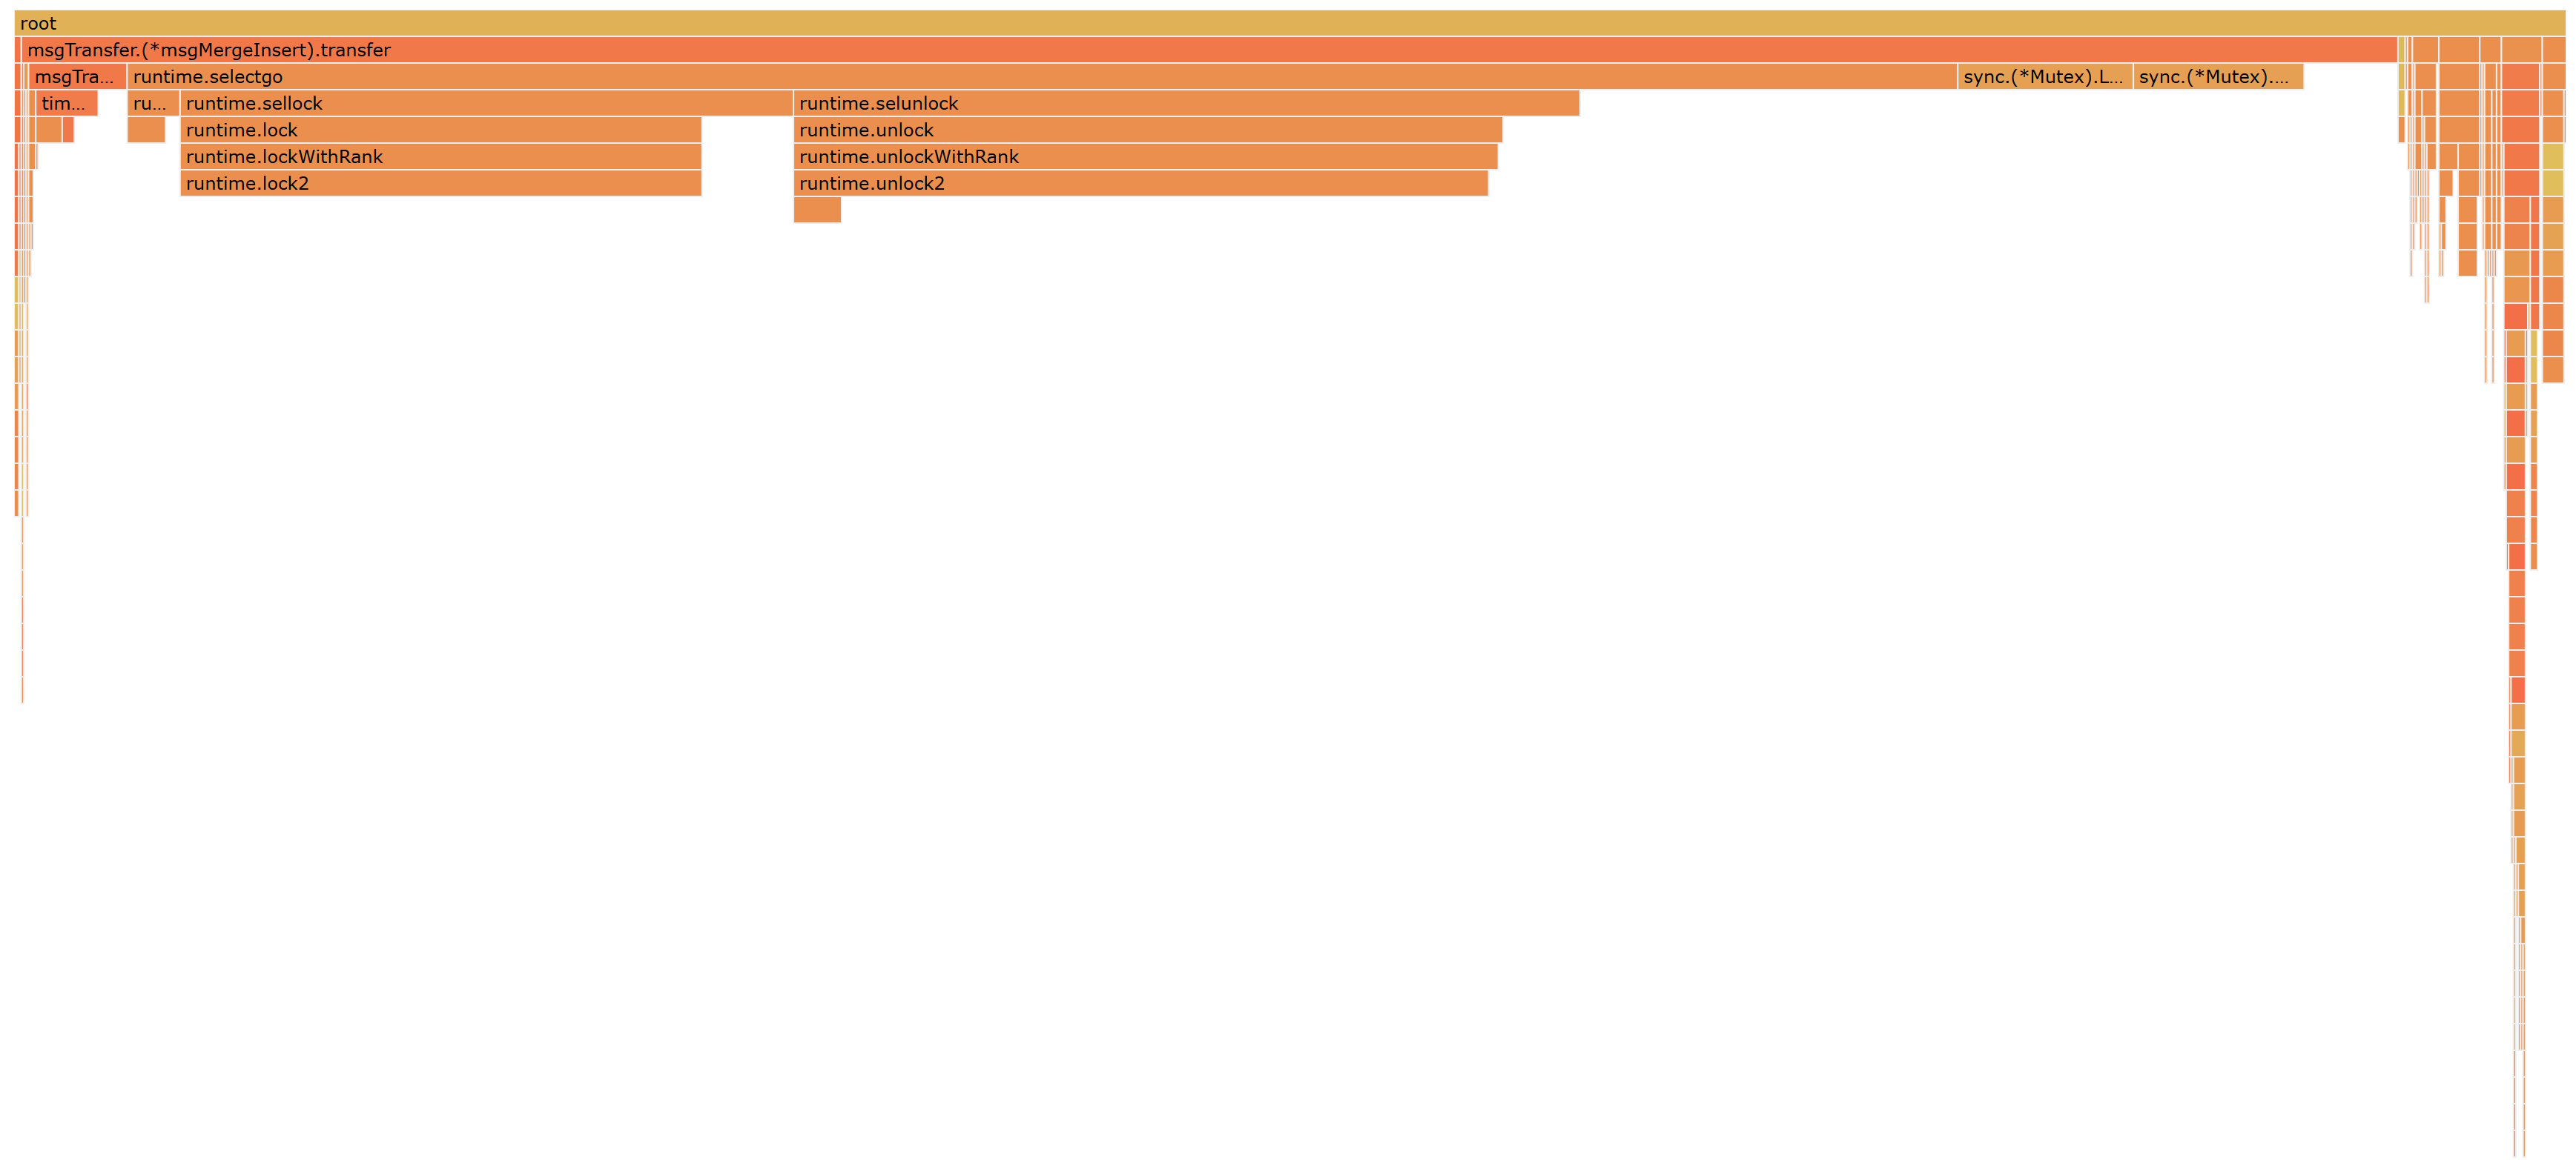 root
msgTransfer.(*msgMergeInsert).transfer
msgTra... runtime.selectgo sync.(*Mutex).L... sync.(*Mutex)....
tim... ru... runtime.sellock runtime.selunlock
runtime.lock runtime.unlock
runtime.lockWithRank runtime.unlockWithRank
runtime.lock2 runtime.unlock2